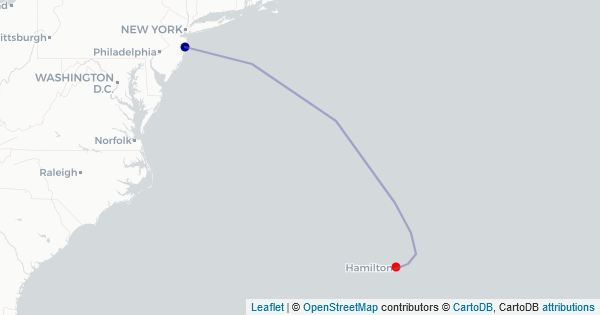 NEW YORK
ittsburgh
Philadelphia
WASHINGTON
D.C.
Norfolk
Raleigh
Hamilton
Leaflet | © OpenStreetMap contributors © CartoDB, CartoDB attributions